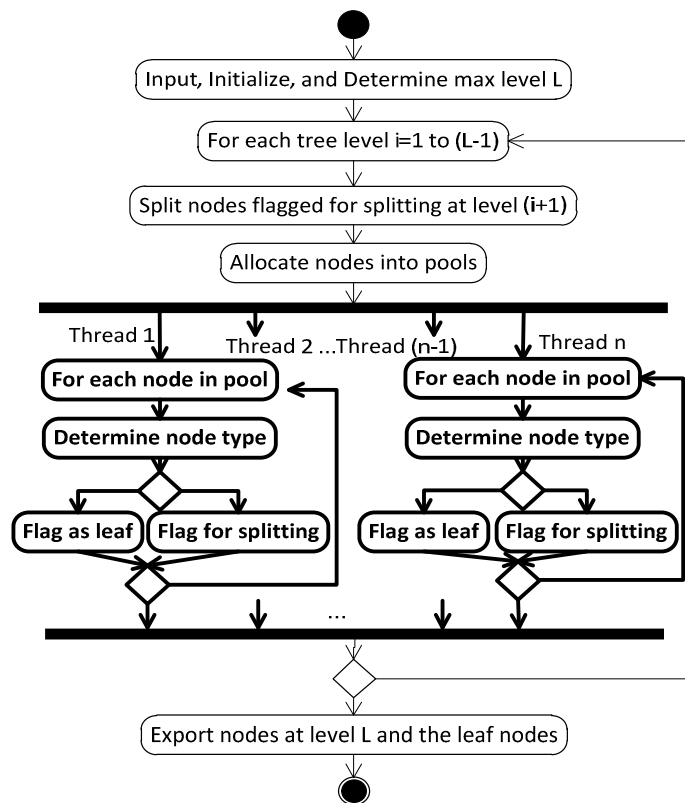 Input, Initialize, and Determine max level L
For each tree level i=1 to (L-1)
Split nodes flagged for splitting at level (i+1)
Allocate nodes into pools
Thread 1
Thread 2 ...Thread (n-1)
Thread n
For each node in pool
For each node in pool
Determine node type
Determine node type
Flag as leaf
Flag for splitting
Flag as leaf
Flag for splitting
...
Export nodes at level L and the leaf nodes